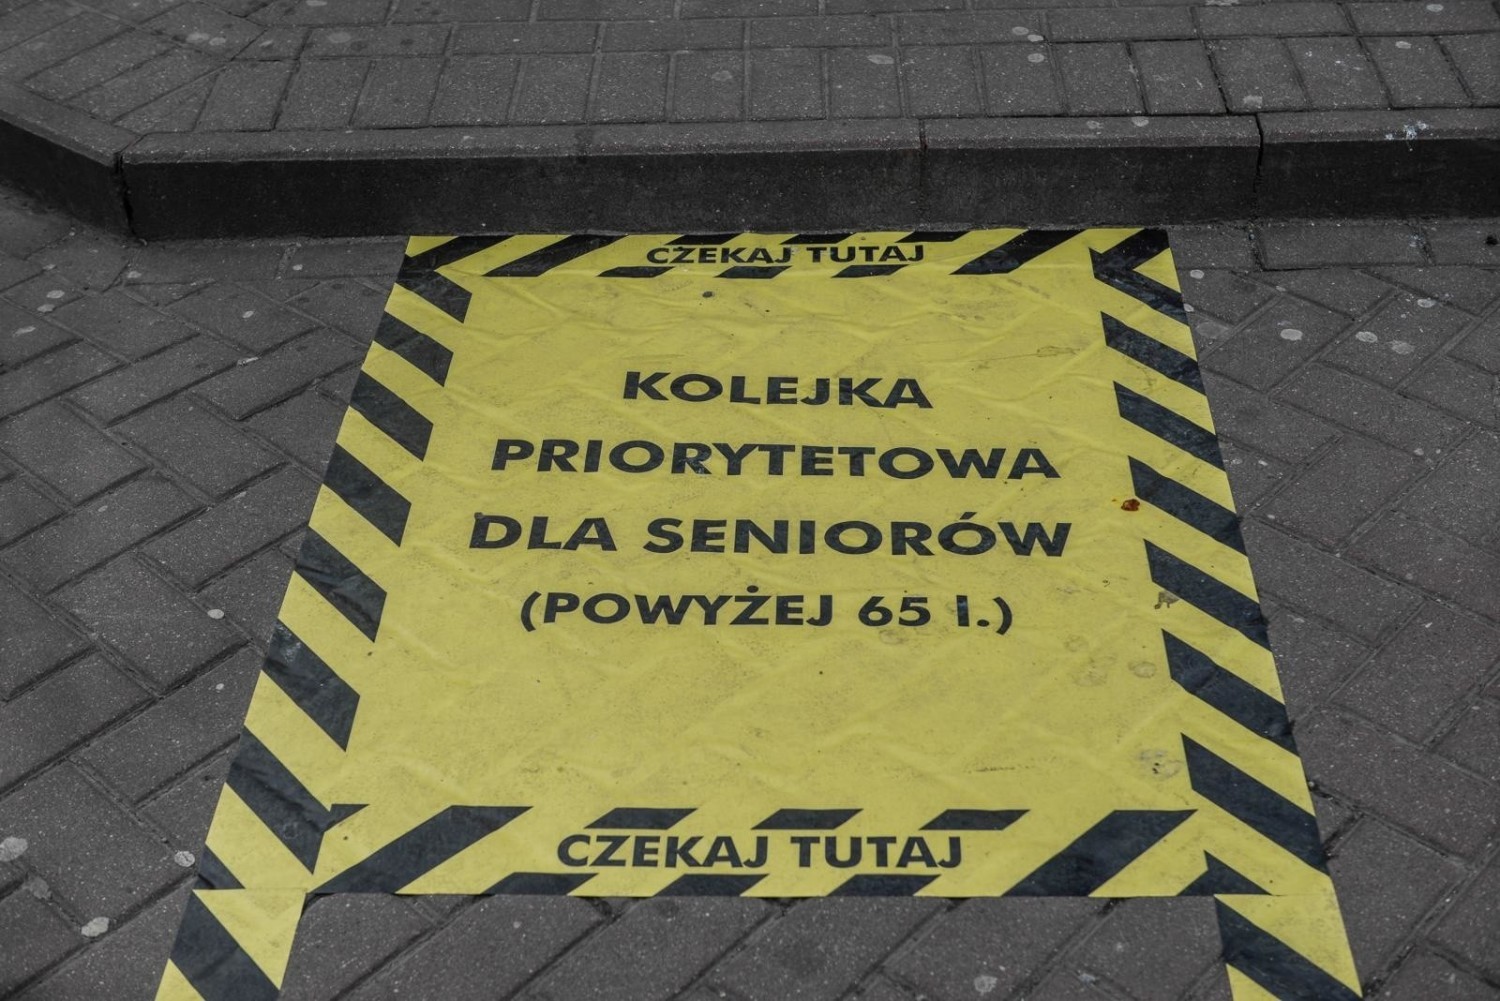 CZEKAJ TUTAJ
KOLEJKA
PRIORYTETOWA
DLA SENIORÓW
(POWYŻEJ 65 l.)
CZEKAJ TUTAJ